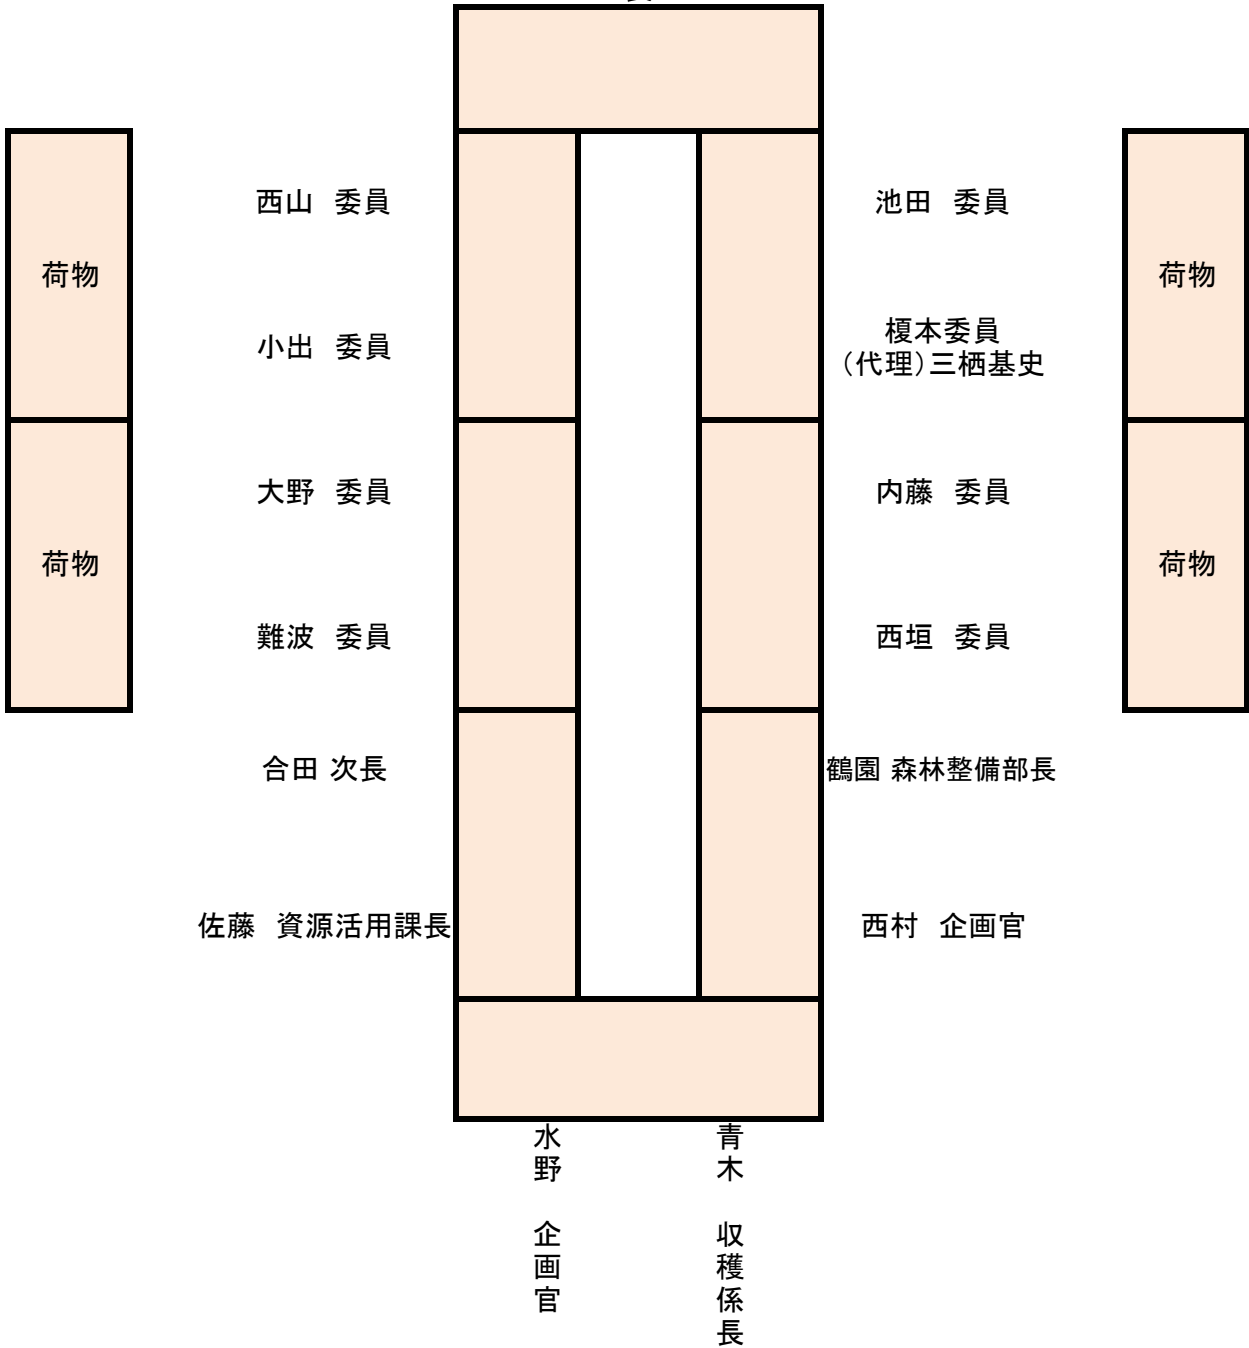 西山　委員
池田　委員
荷物
荷物
小出　委員
榎本委員
（代理）三栖基史
大野　委員
内藤　委員
荷物
荷物
難波　委員
西垣　委員
合田 次長
鶴園 森林整備部長
佐藤　資源活用課長
西村　企画官
水野　企画官
青木　収穫係長